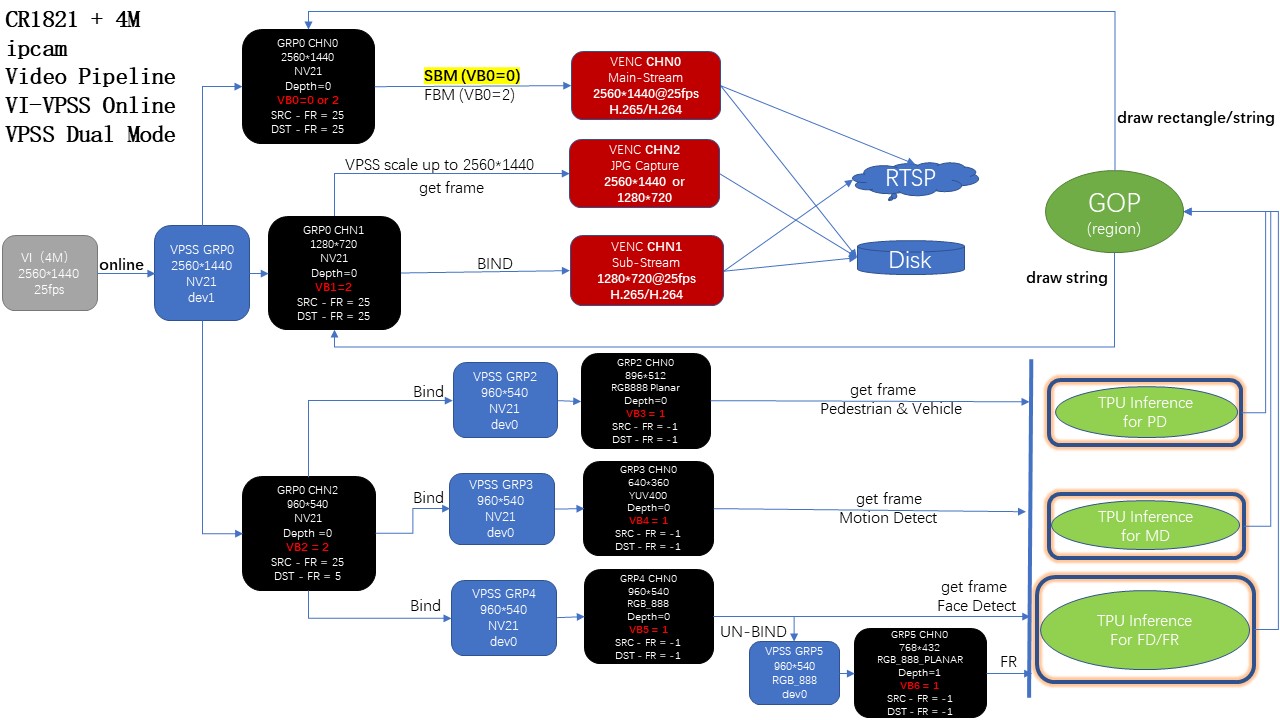 CR1821 + 4M
ipcam
Video Pipeline
VI-VPSS Online
VPSS Dual Mode
GRP0 CHN0
2560*1440
NV21
Depth=0
VB0=0 or 2
SRC - FR = 25
DST - FR = 25
SBM (VB0=0)
FBM (VB0=2)
VENC CHN0
Main-Stream
2560*1440@25fps
H.265/H.264
VPSS scale up to 2560*1440
get frame
VENC CHN2
JPG Capture
2560*1440 or
1280*720
RTSP
Disk
draw rectangle/string
GOP
(region)
draw string
VI（4M）
2560*1440
25fps
online
VPSS GRP0
2560*1440
NV21
dev1
GRP0 CHN1
1280*720
NV21
Depth=0
VB1=2
SRC - FR = 25
DST - FR = 25
BIND
VENC CHN1
Sub-Stream
1280*720@25fps
H.265/H.264
GRP0 CHN2
960*540
NV21
Depth =0
VB2 = 2
SRC - FR = 25
DST - FR = 5
Bind
VPSS GRP2
960*540
NV21
dev0
GRP2 CHN0
896*512
RGB888 Planar
Depth=0
VB3 = 1
SRC - FR = -1
DST - FR = -1
get frame
Pedestrian & Vehicle
TPU Inference
for PD
Bind
VPSS GRP3
960*540
NV21
dev0
GRP3 CHN0
640*360
YUV400
Depth=0
VB4 = 1
SRC - FR = -1
DST - FR = -1
get frame
Motion Detect
TPU Inference
for MD
Bind
VPSS GRP4
960*540
NV21
dev0
GRP4 CHN0
960*540
RGB_888
Depth=0
VB5 = 1
SRC - FR = -1
DST - FR = -1
get frame
Face Detect
TPU Inference
For FD/FR
UN-BIND
VPSS GRP5
960*540
RGB_888
dev0
GRP5 CHN0
768*432
RGB_888_PLANAR
Depth=1
VB6 = 1
SRC - FR = -1
DST - FR = -1
FR